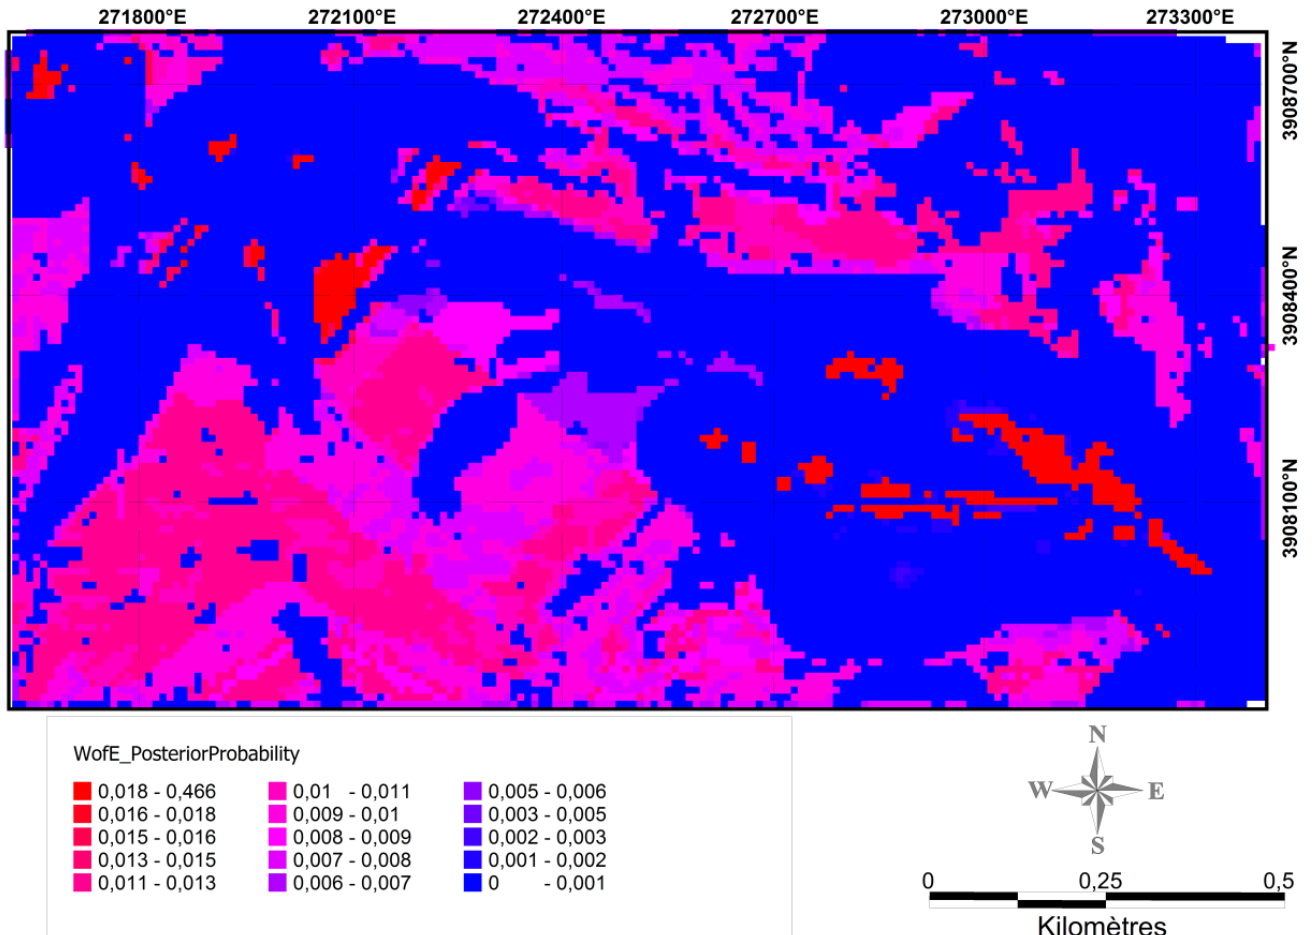 271800°E 272100°E 272400°E 272700°E 273000°E 273300°E
3908700°N
3908400°N
3908100°N
WofE_PosteriorProbability
0,018 - 0,466 0,01 - 0,011 0,005 - 0,006
0,016 - 0,018 0,009 - 0,01 0,003 - 0,005
0,015 - 0,016 0,008 - 0,009 0,002 - 0,003
0,013 - 0,015 0,007 - 0,008 0,001 - 0,002
0,011 - 0,013 0,006 - 0,007 0 - 0,001
N
W E
S
0 0,25 0,5
Kilomètres